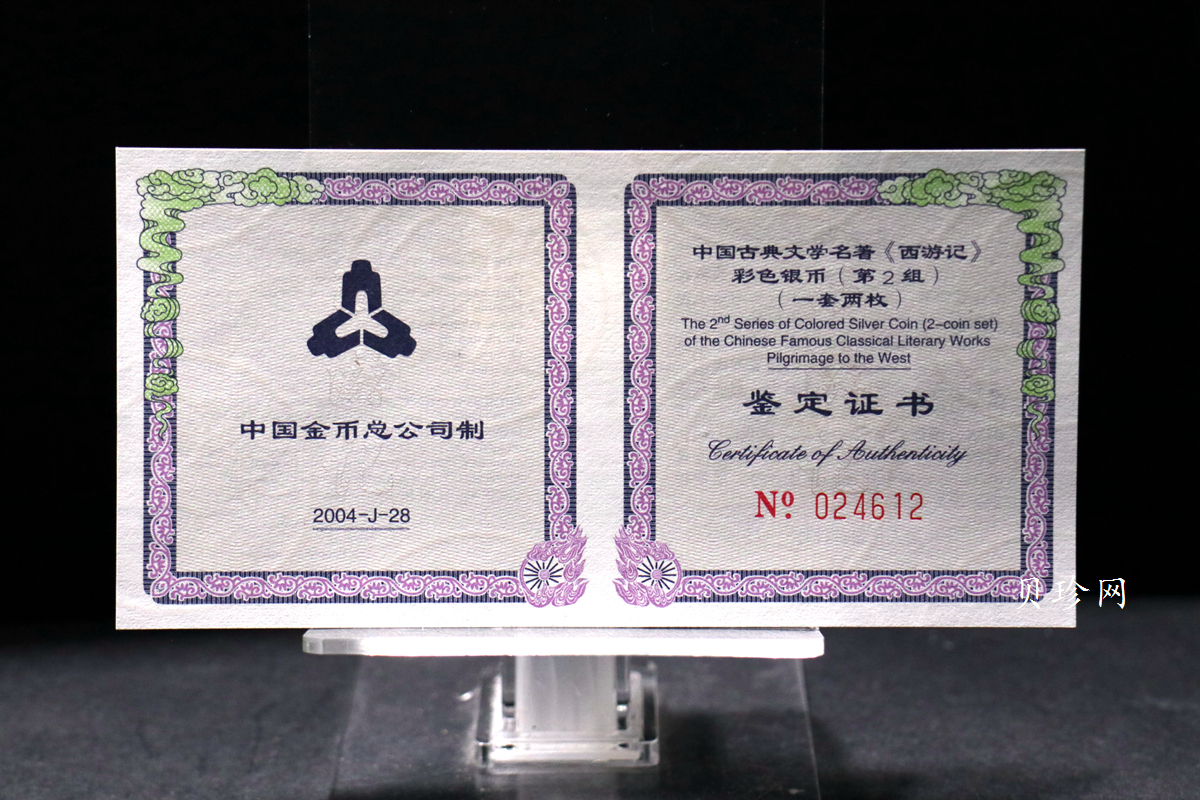 中国金币总公司制
2004-J-28
中国古典文学名著《西游记》
彩色银币（第2组）
（一套两枚）
The 2nd Series of Colored Silver Coin (2-coin set)
of the Chinese Famous Classical Literary Works
Pilgrimage to the West
鉴定证书
Certificate of Authenticity
Nº. 024612
贝珍网